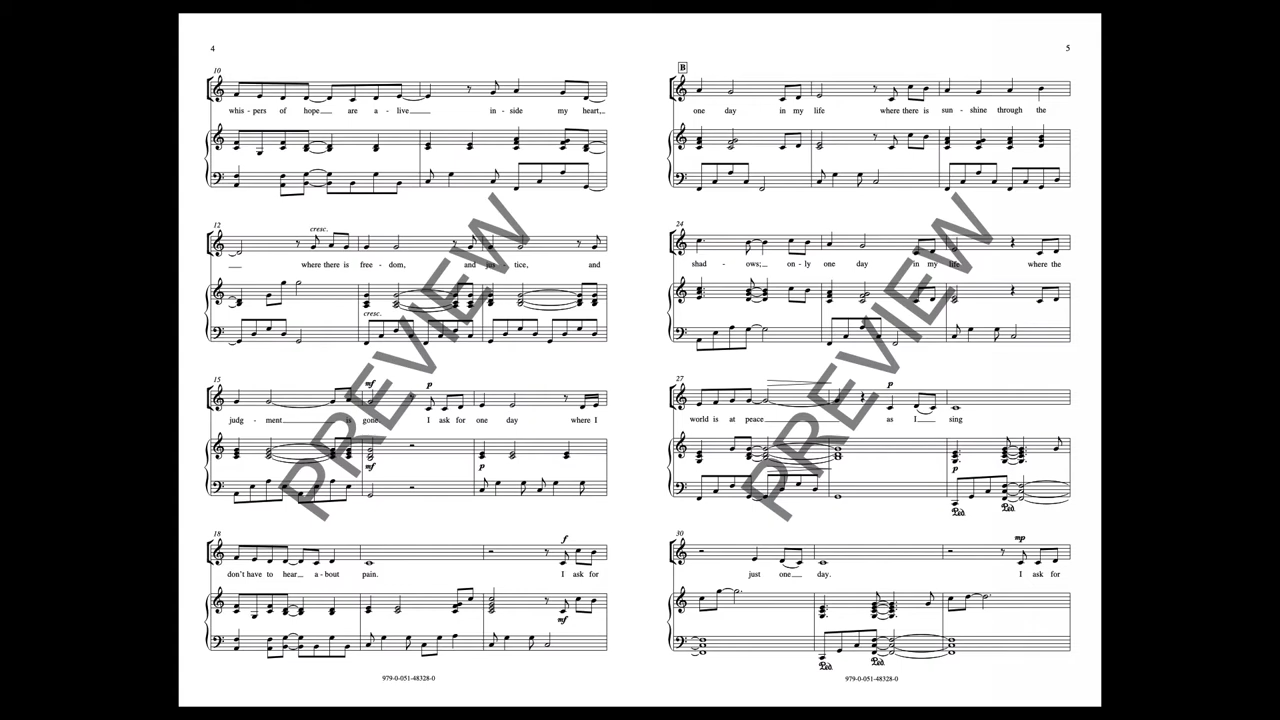 4
10
whis - pers of hope are a - live in - side my heart,
12
cresc.
where there is free - dom, and jus - tice, and
cresc.
15
mf p
judg - ment is gone I ask for one day where I
mf p
18
f
don't have to hear a - bout pain. I ask for
mf
979-0-051-48328-0
5
B
one day in my life where there is sun - shine through the
24
shad - ows; on - ly one day in my life where the
27
p
world is at peace as I sing
p
Ped. Ped.
30
mp
just one day. I ask for
Ped. Ped.
979-0-051-48328-0
PREVIEW
PREVIEW